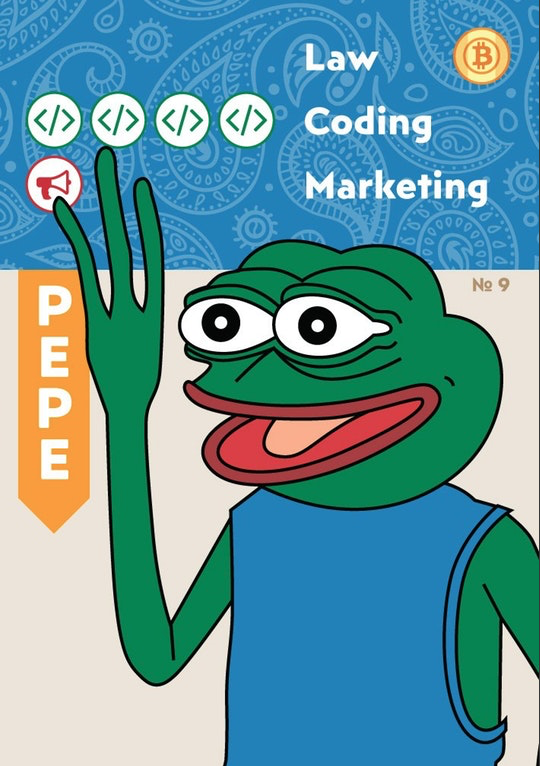 Law
Coding
Marketing
</> </> </> </>
№ 9
PEPE